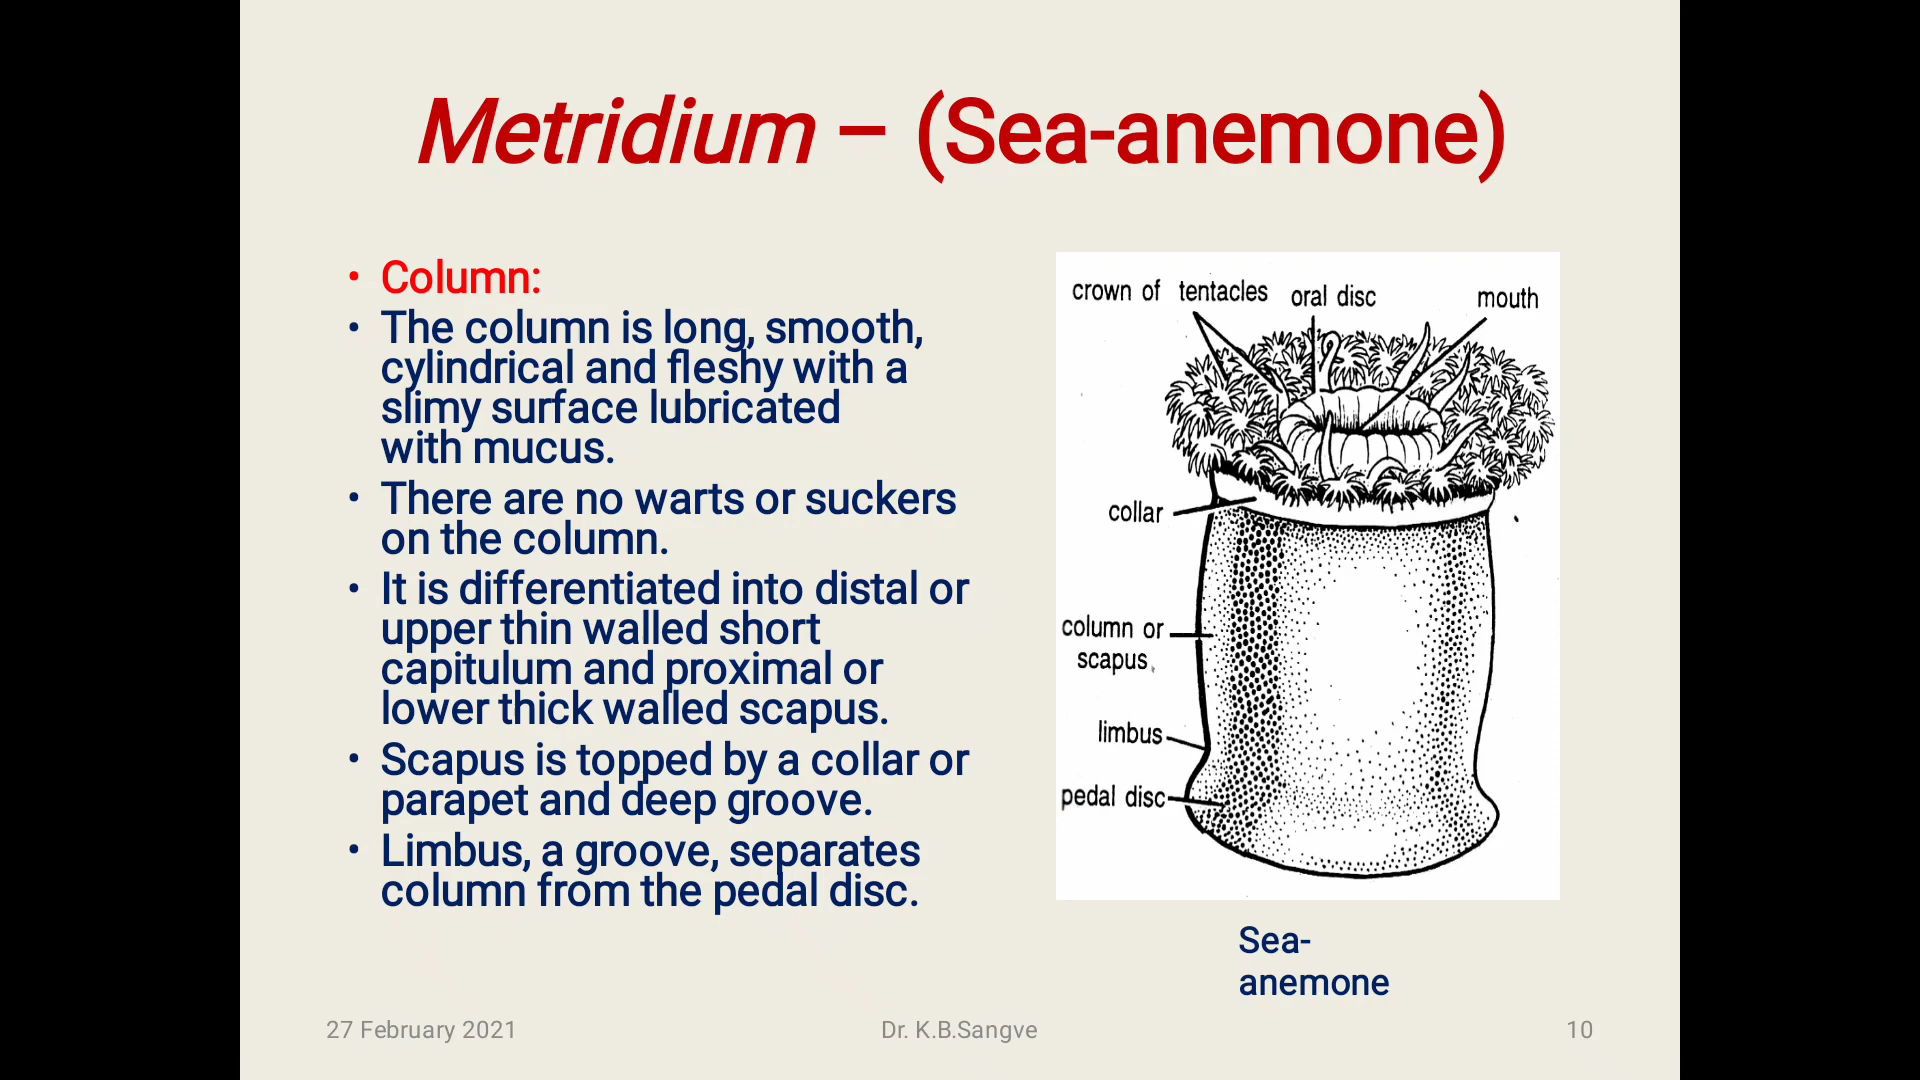 Metridium – (Sea-anemone)
• Column:
• The column is long, smooth,
cylindrical and fleshy with a
slimy surface lubricated
with mucus.
• There are no warts or suckers
on the column.
• It is differentiated into distal or
upper thin walled short
capitulum and proximal or
lower thick walled scapus.
• Scapus is topped by a collar or
parapet and deep groove.
• Limbus, a groove, separates
column from the pedal disc.
crown of tentacles oral disc mouth
collar
column or
scapus
limbus
pedal disc
Sea-
anemone
27 February 2021 Dr. K.B.Sangve 10